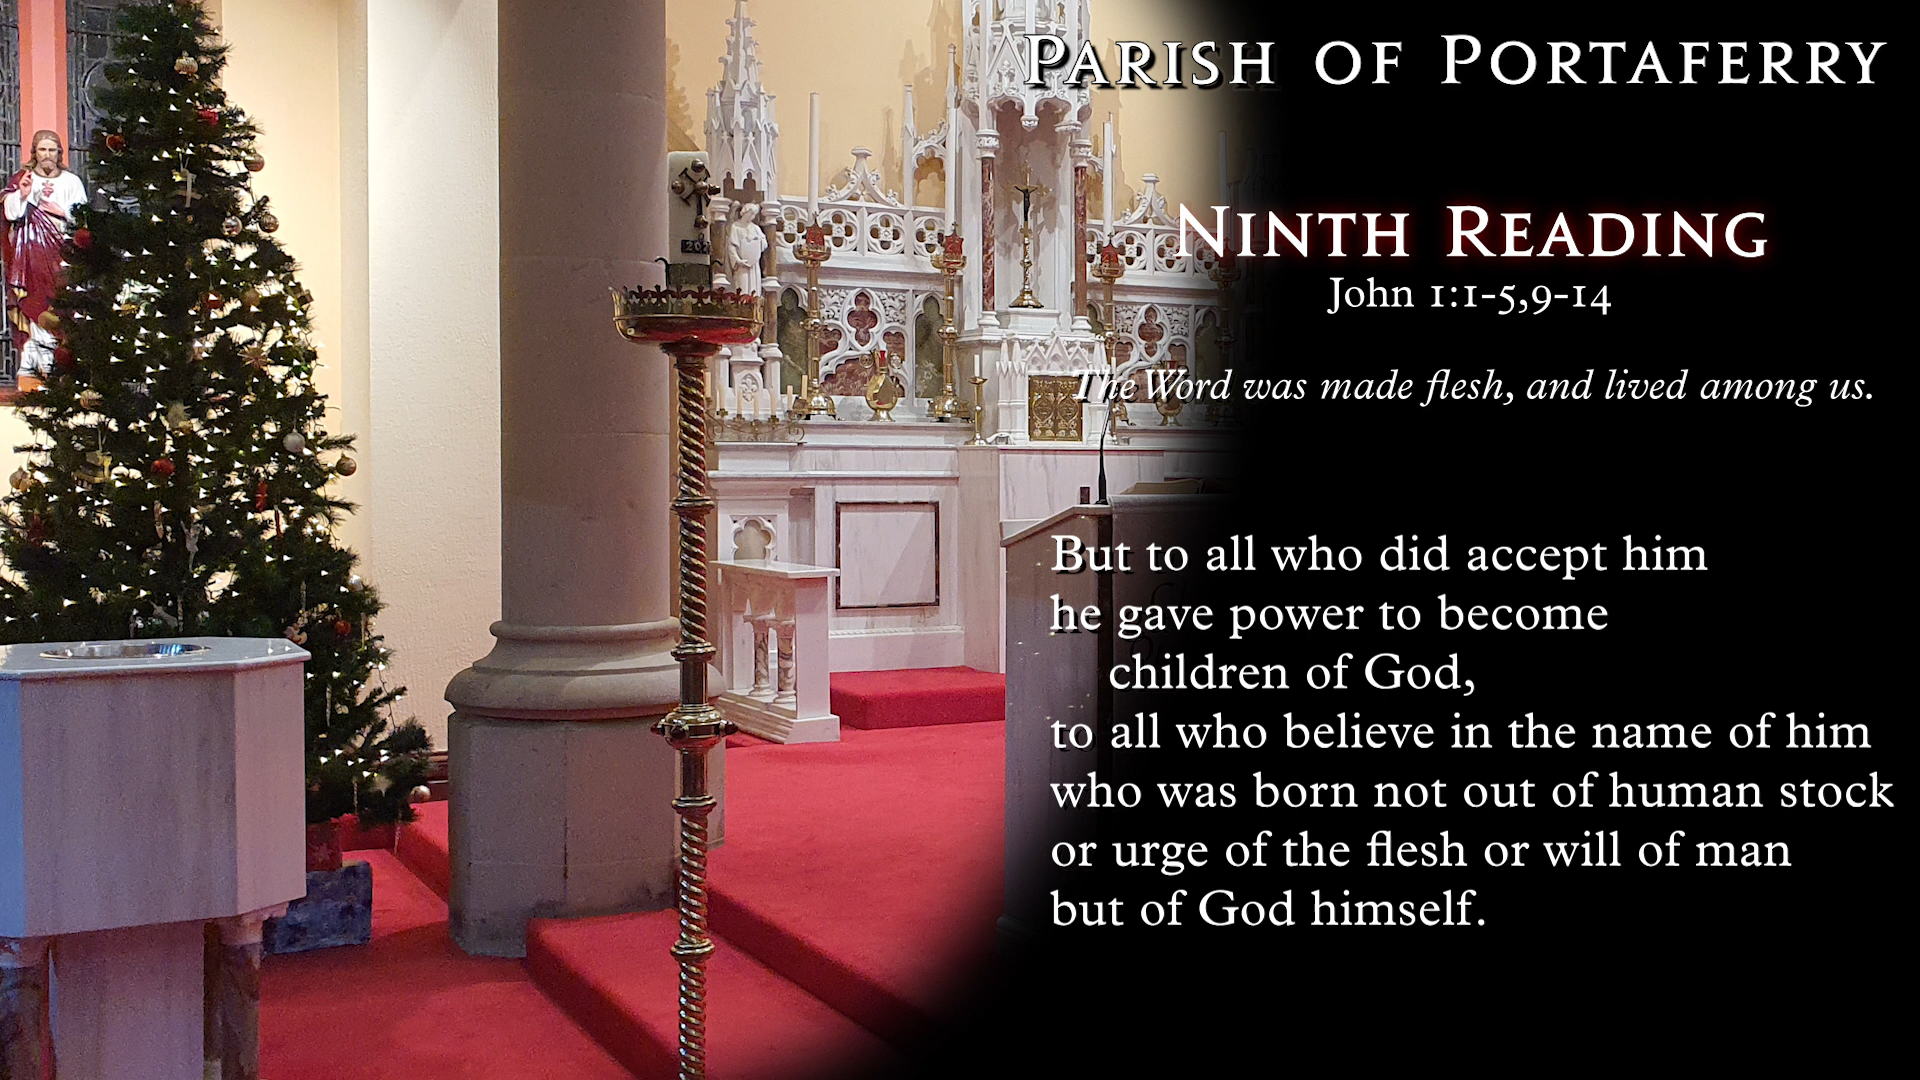 Parish of Portaferry
Ninth Reading
John 1:1-5,9-14
The Word was made flesh, and lived among us.
But to all who did accept him
he gave power to become
children of God,
to all who believe in the name of him
who was born not out of human stock
or urge of the flesh or will of man
but of God himself.